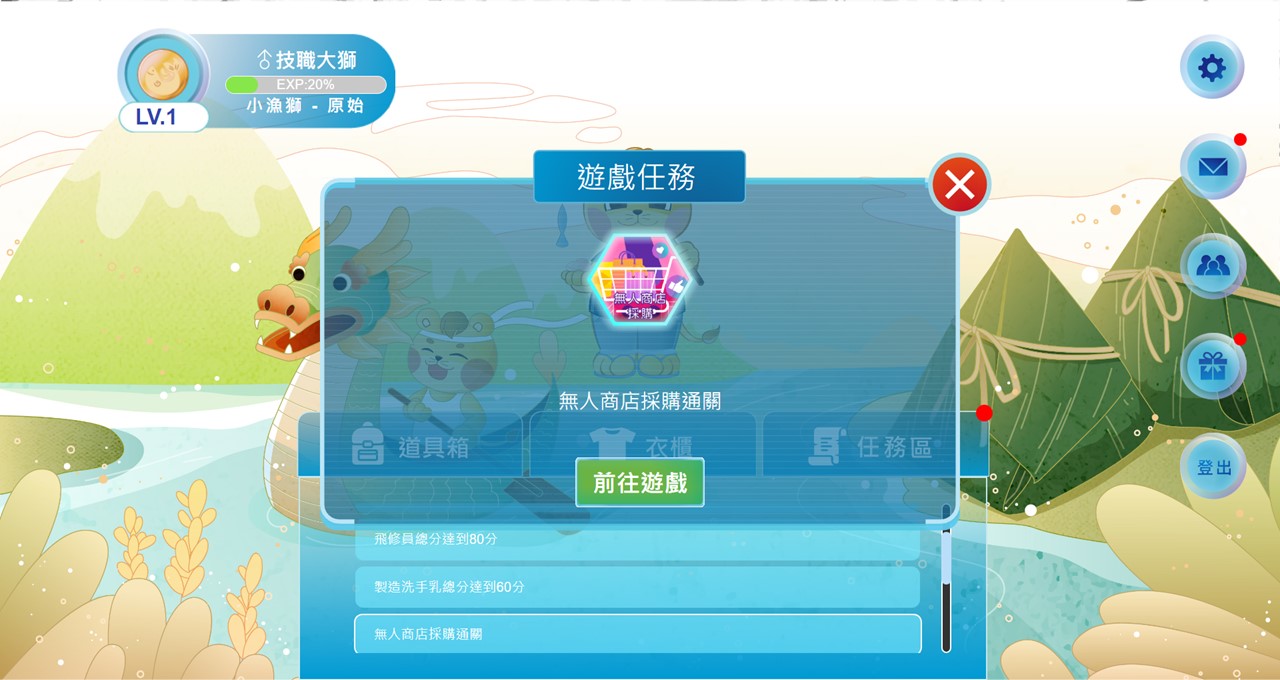 技職大獅
EXP:20%
小漁獅 - 原始
LV.1
遊戲任務
無人商店
採購
無人商店採購通關
道具箱
衣櫃
任務區
前往遊戲
登出
飛修員總分達到80分
製造洗手乳總分達到60分
無人商店採購通關